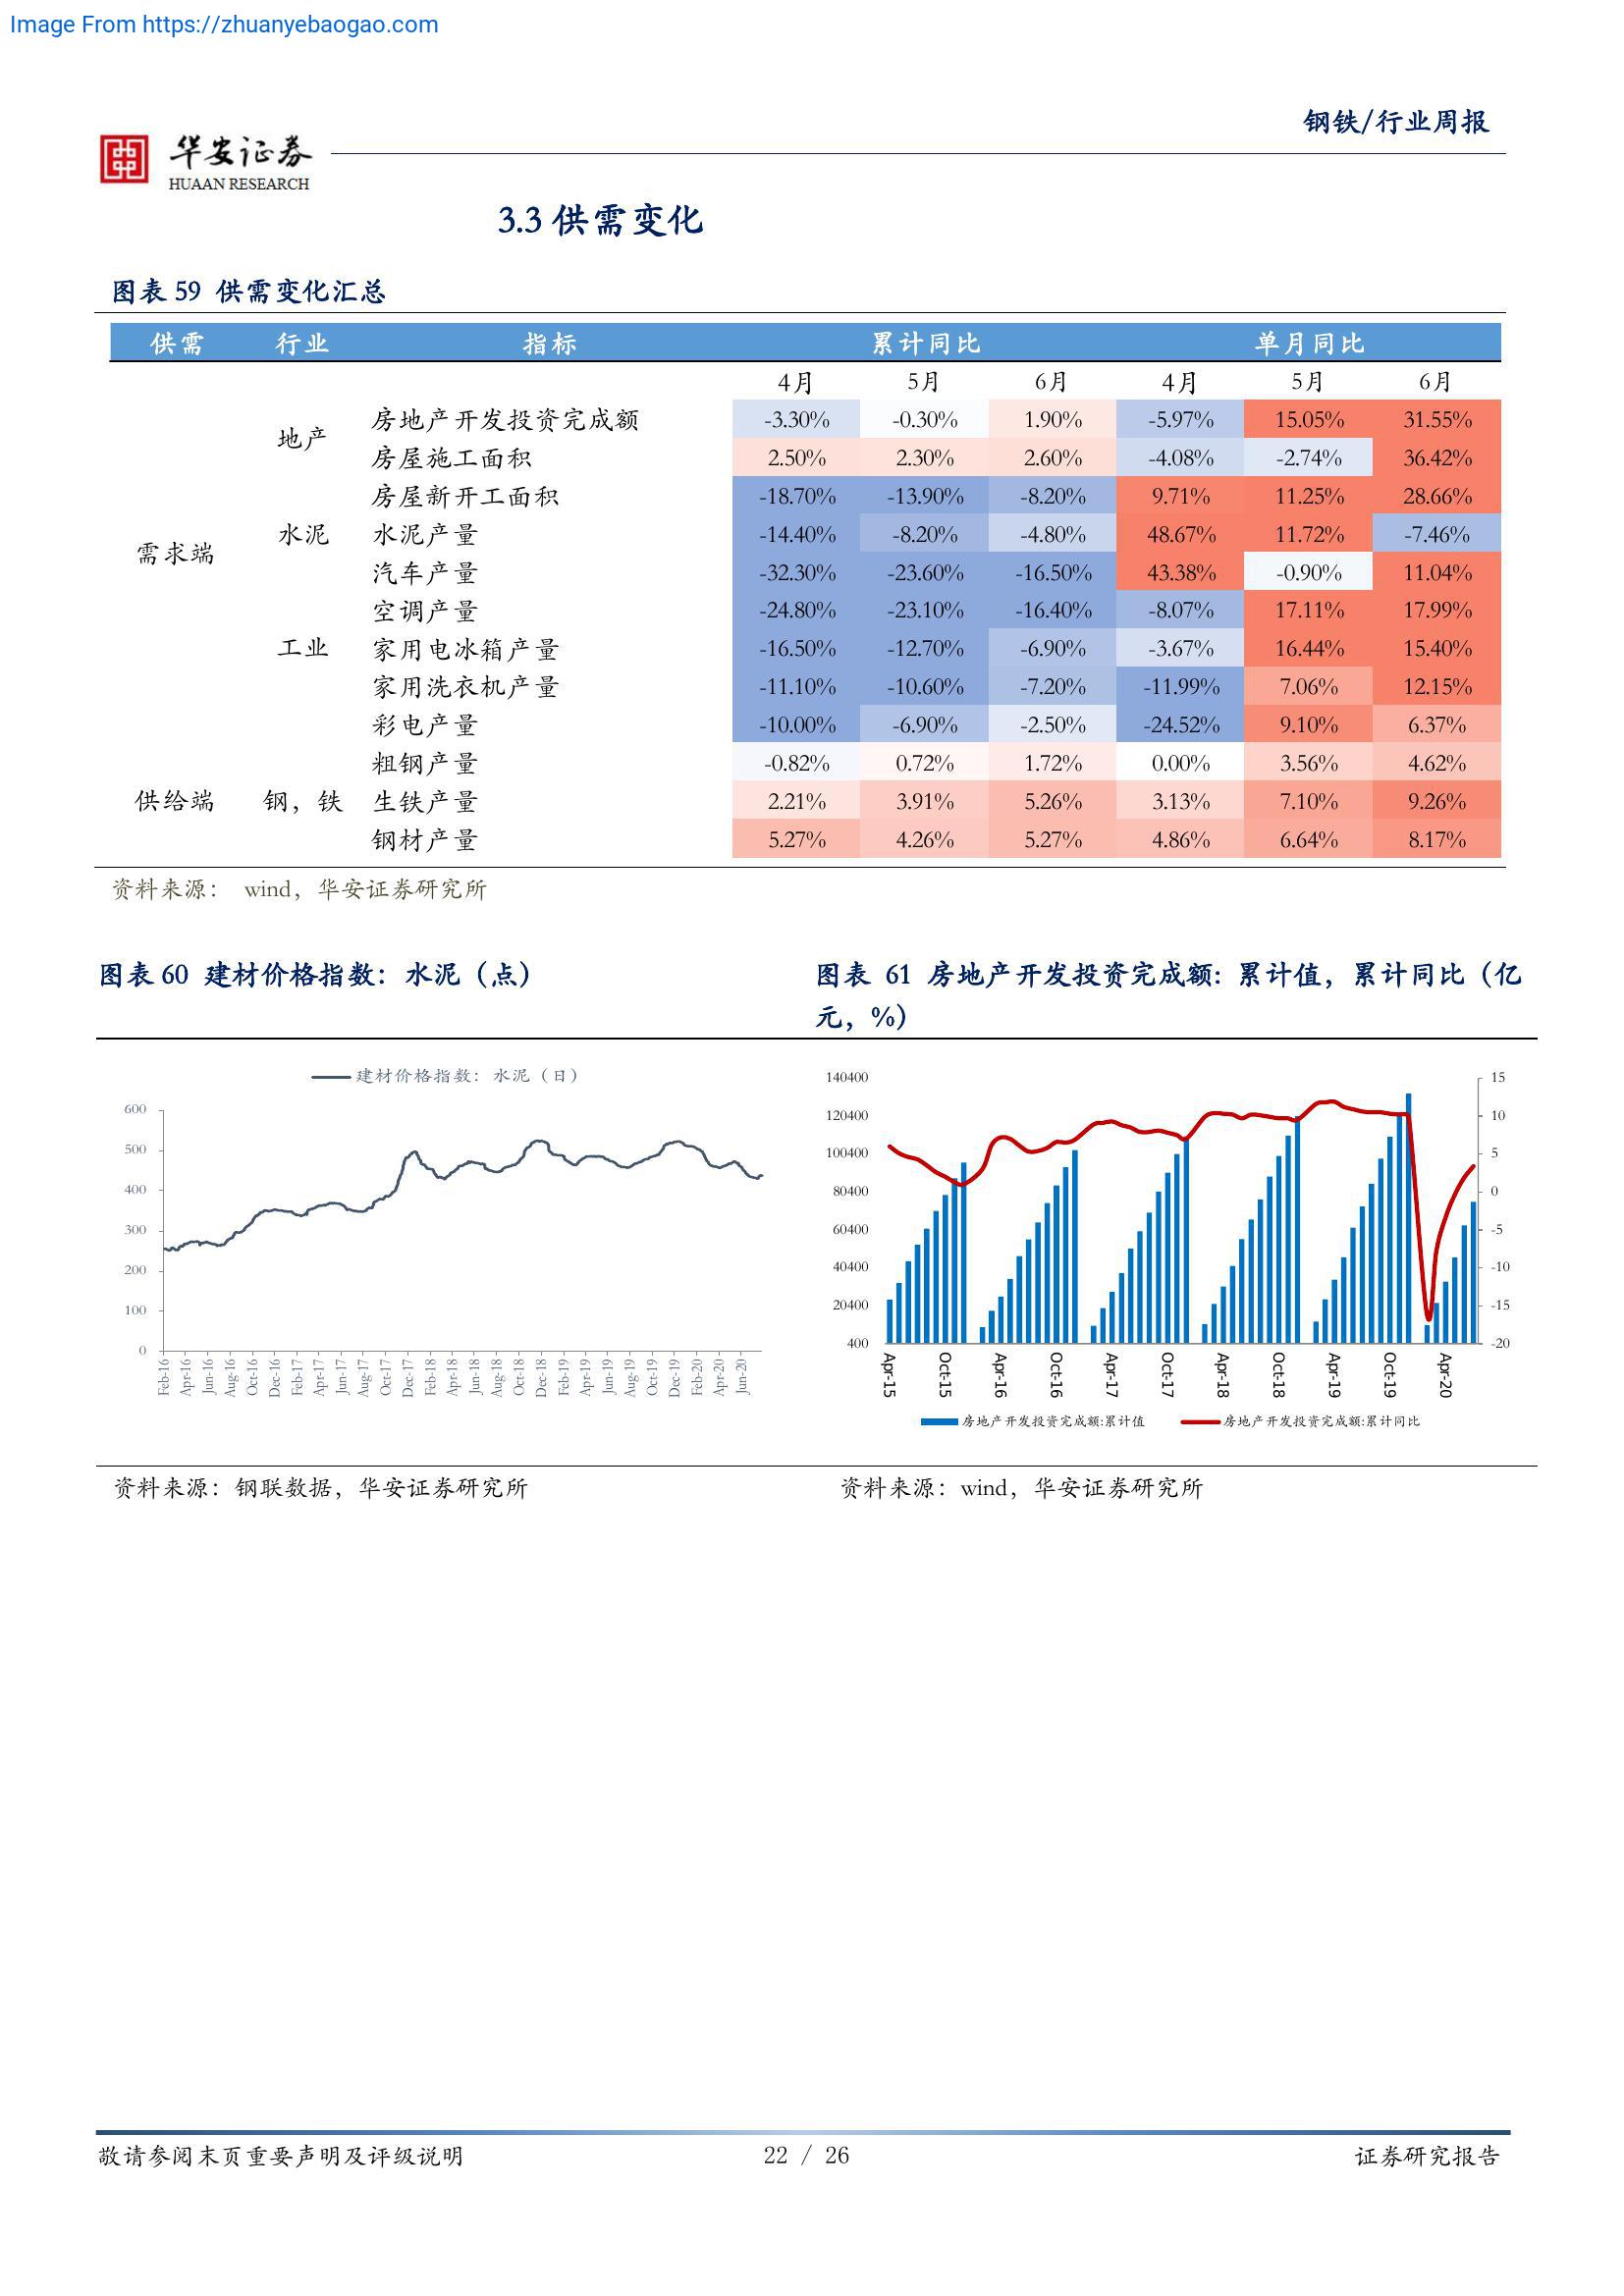 Image From https://zhuanyebaogao.com
钢铁/行业周报
华安证券
HUAAN RESEARCH
3.3 供需变化
图表 59 供需变化汇总
供需 行业 指标 累计同比 单月同比
4月 5月 6月 4月 5月 6月
地产
房地产开发投资完成额 -3.30% -0.30% 1.90% -5.97% 15.05% 31.55%
房屋施工面积 2.50% 2.30% 2.60% -4.08% -2.74% 36.42%
房屋新开工面积 -18.70% -13.90% -8.20% 9.71% 11.25% 28.66%
水泥 水泥产量 -14.40% -8.20% -4.80% 48.67% 11.72% -7.46%
需求端
汽车产量 -32.30% -23.60% -16.50% 43.38% -0.90% 11.04%
空调产量 -24.80% -23.10% -16.40% -8.07% 17.11% 17.99%
工业 家用电冰箱产量 -16.50% -12.70% -6.90% -3.67% 16.44% 15.40%
家用洗衣机产量 -11.10% -10.60% -7.20% -11.99% 7.06% 12.15%
彩电产量 -10.00% -6.90% -2.50% -24.52% 9.10% 6.37%
粗钢产量 -0.82% 0.72% 1.72% 0.00% 3.56% 4.62%
供给端 钢，铁 生铁产量 2.21% 3.91% 5.26% 3.13% 7.10% 9.26%
钢材产量 5.27% 4.26% 5.27% 4.86% 6.64% 8.17%
资料来源： wind，华安证券研究所
图表 60 建材价格指数：水泥（点）
建材价格指数：水泥（日）
600
500
400
300
200
100
0
Feb-16 Apr-16 Jun-16 Aug-16 Oct-16 Dec-16 Feb-17 Apr-17 Jun-17 Aug-17 Oct-17 Dec-17 Feb-18 Apr-18 Jun-18 Aug-18 Oct-18 Dec-18 Feb-19 Apr-19 Jun-19 Aug-19 Oct-19 Dec-19 Feb-20 Apr-20 Jun-20
资料来源：钢联数据，华安证券研究所
图表 61 房地产开发投资完成额：累计值，累计同比（亿
元，%）
140400 15
120400 10
100400 5
80400 0
60400 -5
40400 -10
20400 -15
400 -20
Apr-15 Oct-15 Apr-16 Oct-16 Apr-17 Oct-17 Apr-18 Oct-18 Apr-19 Oct-19 Apr-20
房地产开发投资完成额:累计值 房地产开发投资完成额:累计同比
资料来源：wind，华安证券研究所
敬请参阅末页重要声明及评级说明 22 / 26 证券研究报告